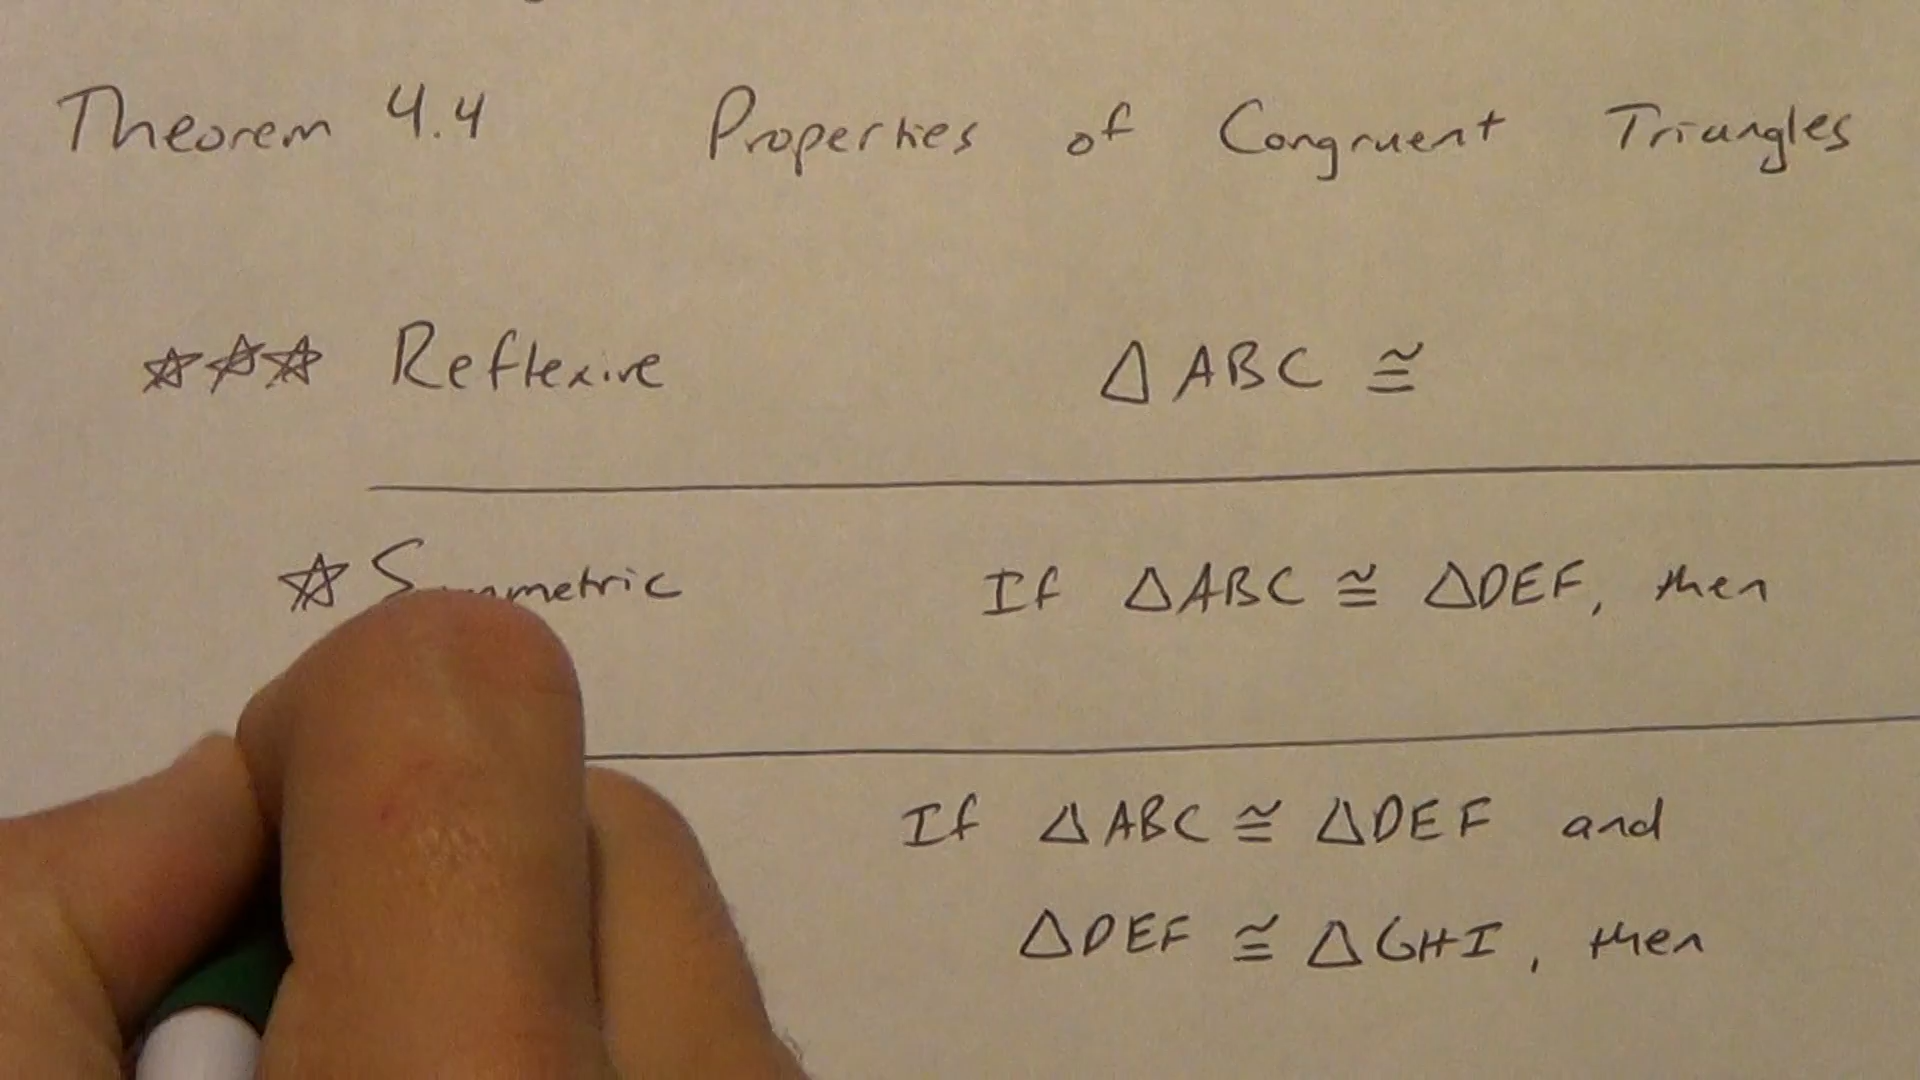 Theorem 4.4 Properties of Congruent Triangles
☆☆☆ Reflexive △ABC ≅
☆ If △ABC ≅ △DEF, then
If △ABC ≅ △DEF and
△DEF ≅ △GHI, then